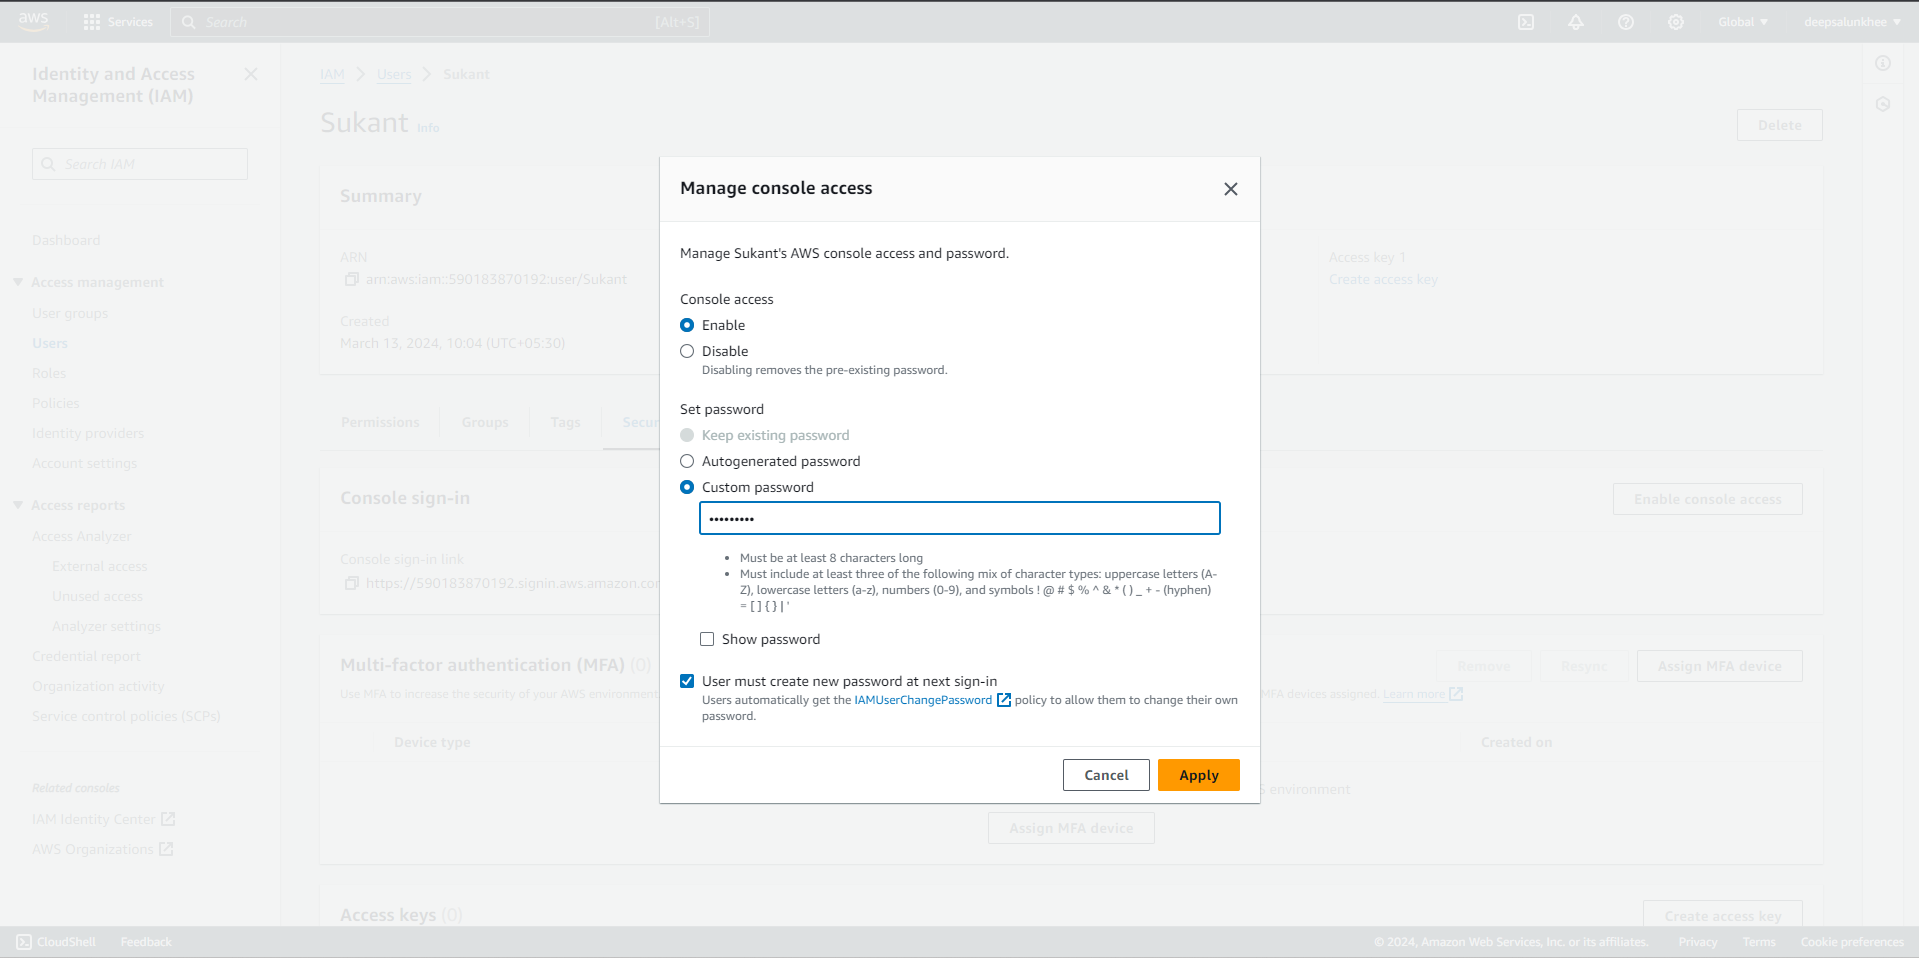 aws
Services
Search
[Alt+S]
Global
deepsalunkhee
Identity and Access
Management (IAM)
Search IAM
Dashboard
Access management
User groups
Users
Roles
Policies
Identity providers
Account settings
Access reports
Access Analyzer
External access
Unused access
Analyzer settings
Credential report
Organization activity
Service control policies (SCPs)
Related consoles
IAM Identity Center
AWS Organizations
IAM
Users
Sukant
Sukant
Info
Delete
Summary
ARN
arn:aws:iam::590183870192:user/Sukant
Created
March 13, 2024, 10:04 (UTC+05:30)
Access key 1
Create access key
Permissions
Groups
Tags
Secur
Console sign-in
Enable console access
Console sign-in link
https://590183870192.signin.aws.amazon.co
Multi-factor authentication (MFA) (0)
Remove
Resync
Assign MFA device
Use MFA to increase the security of your AWS environment
MFA devices assigned. Learn more
Device type
Created on
environment
Assign MFA device
Access keys (0)
Create access key
Manage console access
Manage Sukant's AWS console access and password.
Console access
Enable
Disable
Disabling removes the pre-existing password.
Set password
Keep existing password
Autogenerated password
Custom password
•••••••••
• Must be at least 8 characters long
• Must include at least three of the following mix of character types: uppercase letters (A-
Z), lowercase letters (a-z), numbers (0-9), and symbols ! @ # $ % ^ & * ( ) _ + - (hyphen)
= [ ] { } | '
Show password
User must create new password at next sign-in
Users automatically get the IAMUserChangePassword policy to allow them to change their own
password.
Cancel
Apply
CloudShell
Feedback
© 2024, Amazon Web Services, Inc. or its affiliates.
Privacy
Terms
Cookie preferences